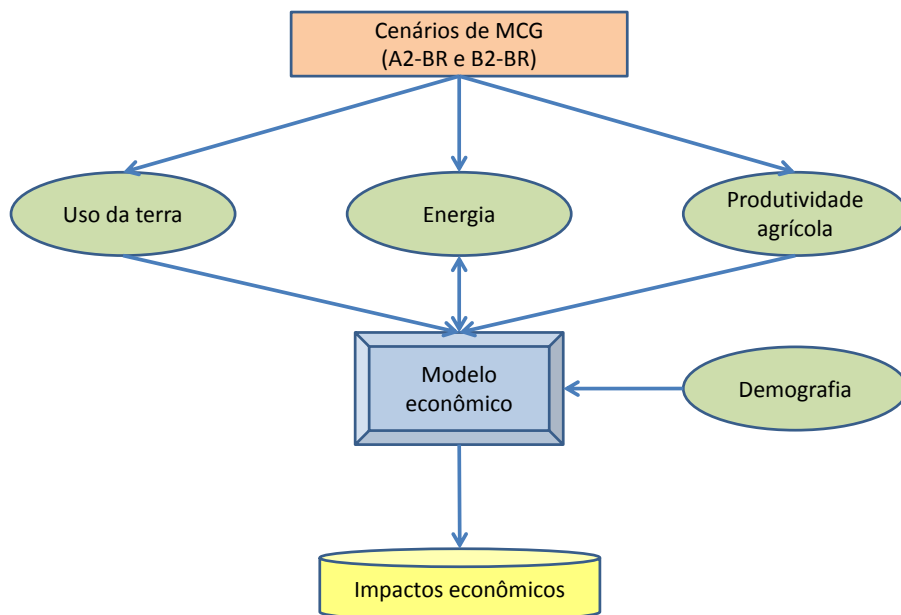 Cenários de MCG
(A2-BR e B2-BR)
Uso da terra
Energia
Produtividade
agrícola
Modelo
econômico
Demografia
Impactos econômicos